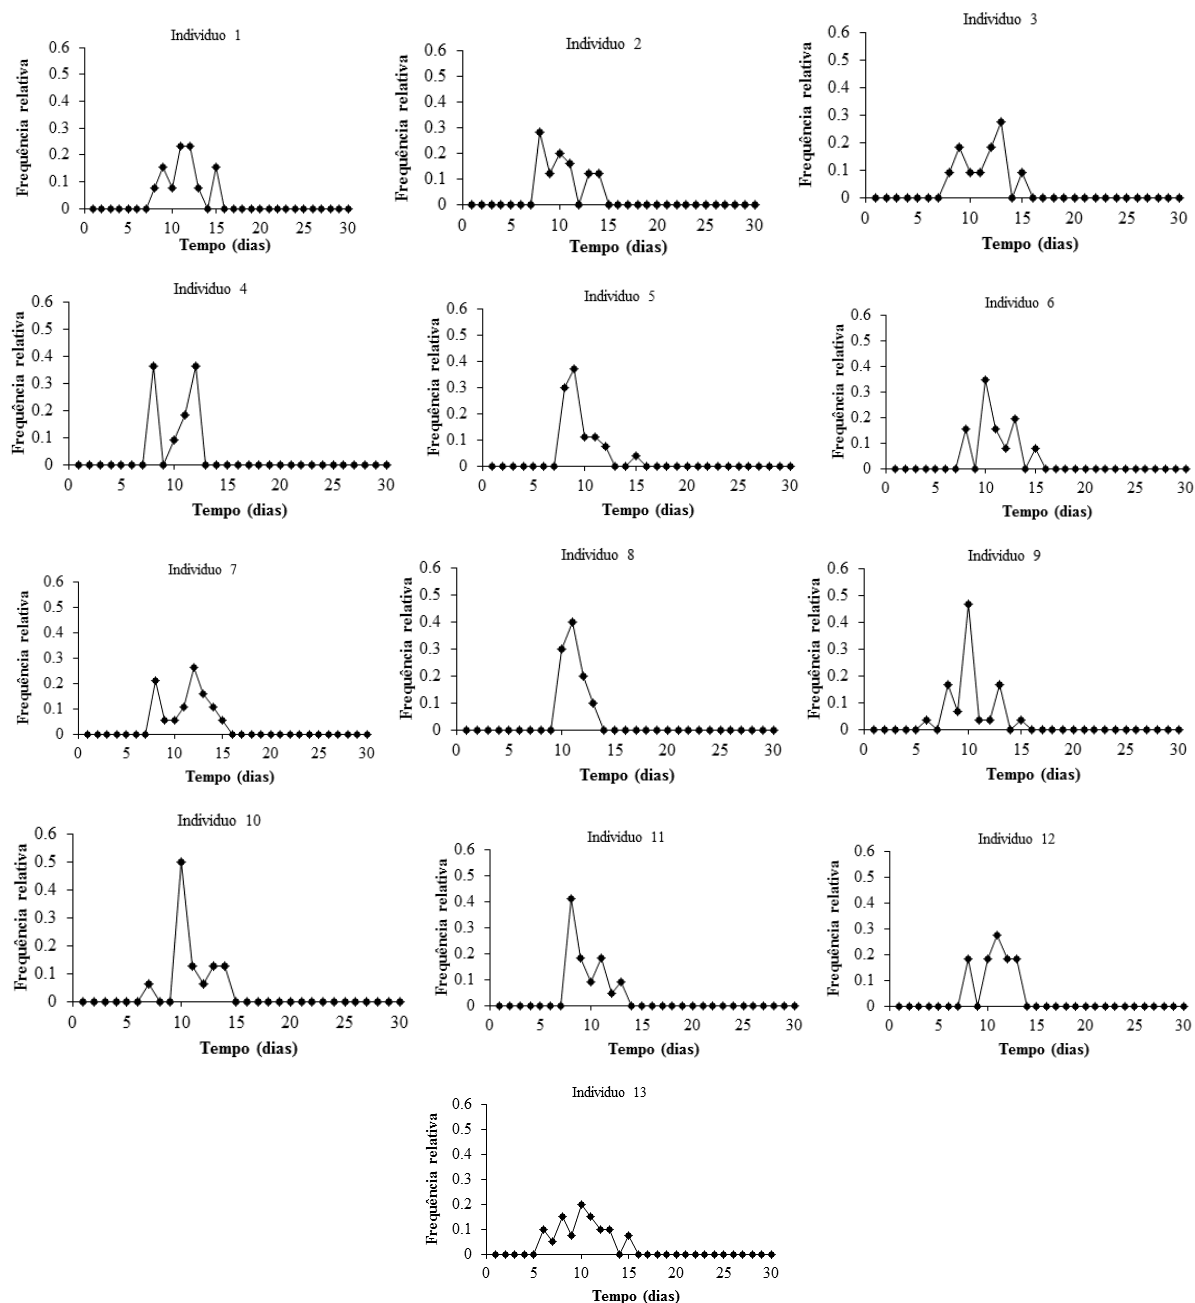 Individuo 1
Frequência relativa
0.6
0.5
0.4
0.3
0.2
0.1
0
0 5 10 15 20 25 30
Tempo (dias)
Individuo 2
Frequência relativa
0.6
0.5
0.4
0.3
0.2
0.1
0
0 5 10 15 20 25 30
Tempo (dias)
Individuo 3
Frequência relativa
0.6
0.5
0.4
0.3
0.2
0.1
0
0 5 10 15 20 25 30
Tempo (dias)
Individuo 4
Frequência relativa
0.6
0.5
0.4
0.3
0.2
0.1
0
0 5 10 15 20 25 30
Tempo (dias)
Individuo 5
Frequência relativa
0.6
0.5
0.4
0.3
0.2
0.1
0
0 5 10 15 20 25 30
Tempo (dias)
Individuo 6
Frequência relativa
0.6
0.5
0.4
0.3
0.2
0.1
0
0 5 10 15 20 25 30
Tempo (dias)
Individuo 7
Frequência relativa
0.6
0.5
0.4
0.3
0.2
0.1
0
0 5 10 15 20 25 30
Tempo (dias)
Individuo 8
Frequência relativa
0.6
0.5
0.4
0.3
0.2
0.1
0
0 5 10 15 20 25 30
Tempo (dias)
Individuo 9
Frequência relativa
0.6
0.5
0.4
0.3
0.2
0.1
0
0 5 10 15 20 25 30
Tempo (dias)
Individuo 10
Frequência relativa
0.6
0.5
0.4
0.3
0.2
0.1
0
0 5 10 15 20 25 30
Tempo (dias)
Individuo 11
Frequência relativa
0.6
0.5
0.4
0.3
0.2
0.1
0
0 5 10 15 20 25 30
Tempo (dias)
Individuo 12
Frequência relativa
0.6
0.5
0.4
0.3
0.2
0.1
0
0 5 10 15 20 25 30
Tempo (dias)
Individuo 13
Frequência relativa
0.6
0.5
0.4
0.3
0.2
0.1
0
0 5 10 15 20 25 30
Tempo (dias)